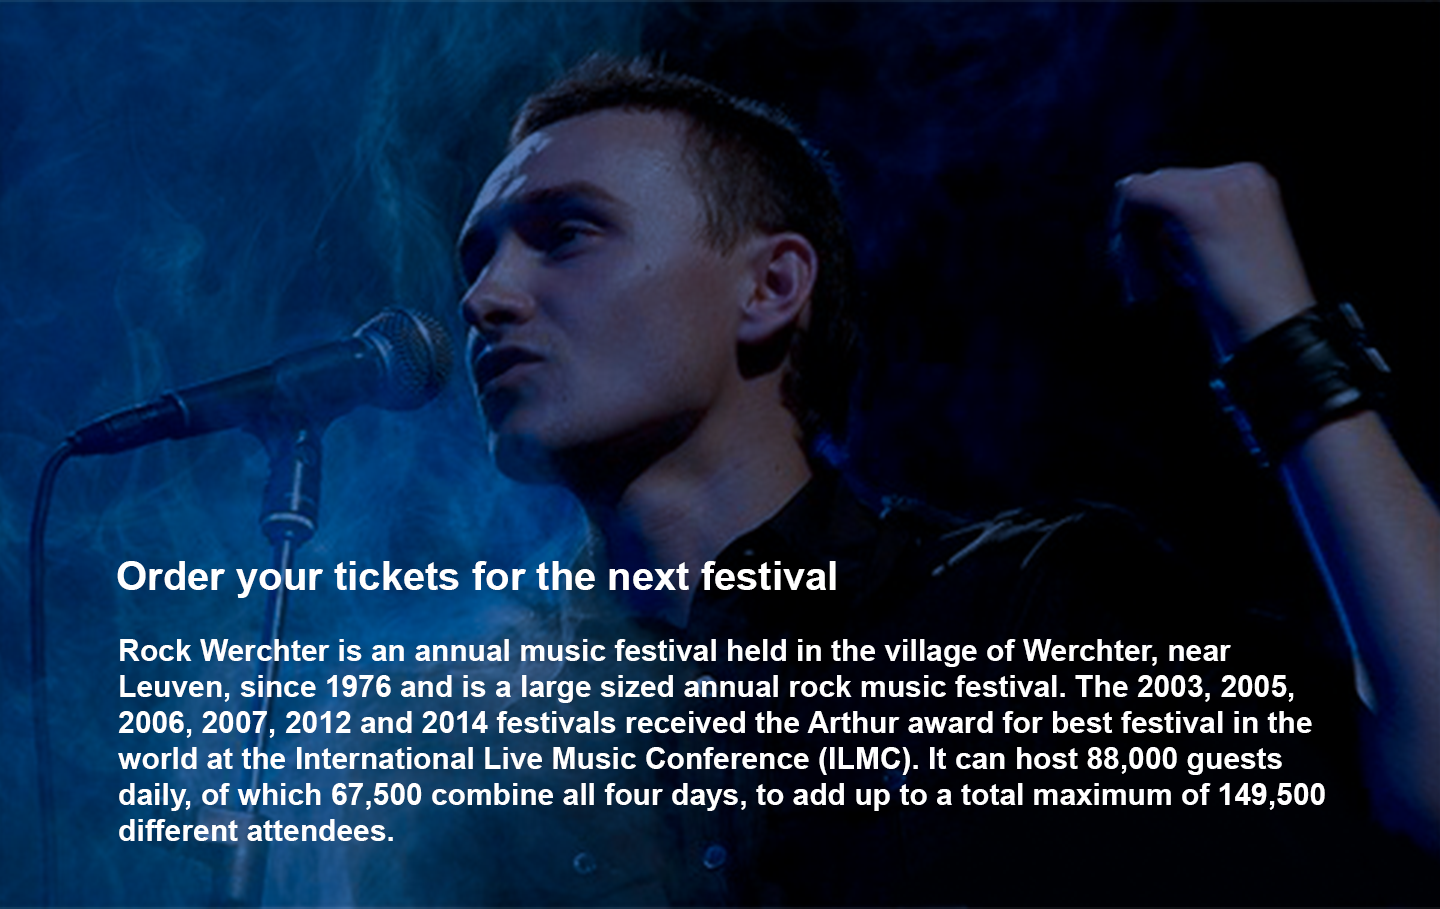 Order your tickets for the next festival
Rock Werchter is an annual music festival held in the village of Werchter, near
Leuven, since 1976 and is a large sized annual rock music festival. The 2003, 2005,
2006, 2007, 2012 and 2014 festivals received the Arthur award for best festival in the
world at the International Live Music Conference (ILMC). It can host 88,000 guests
daily, of which 67,500 combine all four days, to add up to a total maximum of 149,500
different attendees.